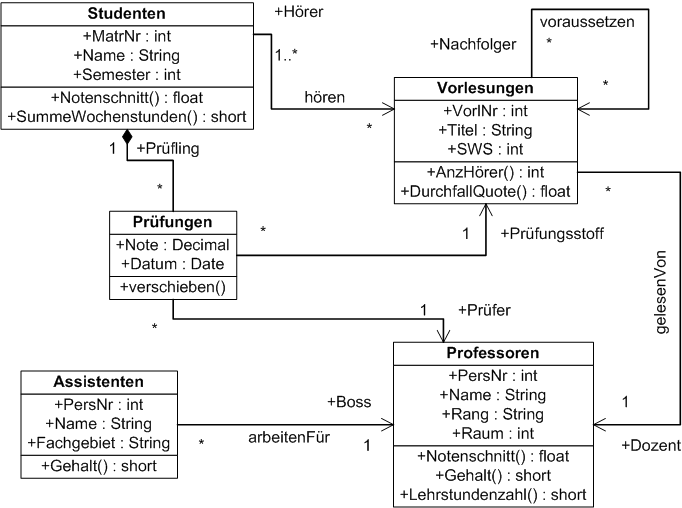 Studenten
+MatrNr : int
+Name : String
+Semester : int
+Notenschnitt() : float
+SummeWochenstunden() : short
+Hörer
1..*
hören
*
voraussetzen
+Nachfolger
*
*
Vorlesungen
+VorlNr : int
+Titel : String
+SWS : int
+AnzHörer() : int
+DurchfallQuote() : float
1
+Prüfling
*
Prüfungen
+Note : Decimal
+Datum : Date
+verschieben()
*
1
+Prüfungsstoff
*
gelesenVon
1
+Dozent
*
1
+Prüfer
Professoren
+PersNr : int
+Name : String
+Rang : String
+Raum : int
+Notenschnitt() : float
+Gehalt() : short
+Lehrstundenzahl() : short
Assistenten
+PersNr : int
+Name : String
+Fachgebiet : String
+Gehalt() : short
+Boss
arbeitenFür
*
1